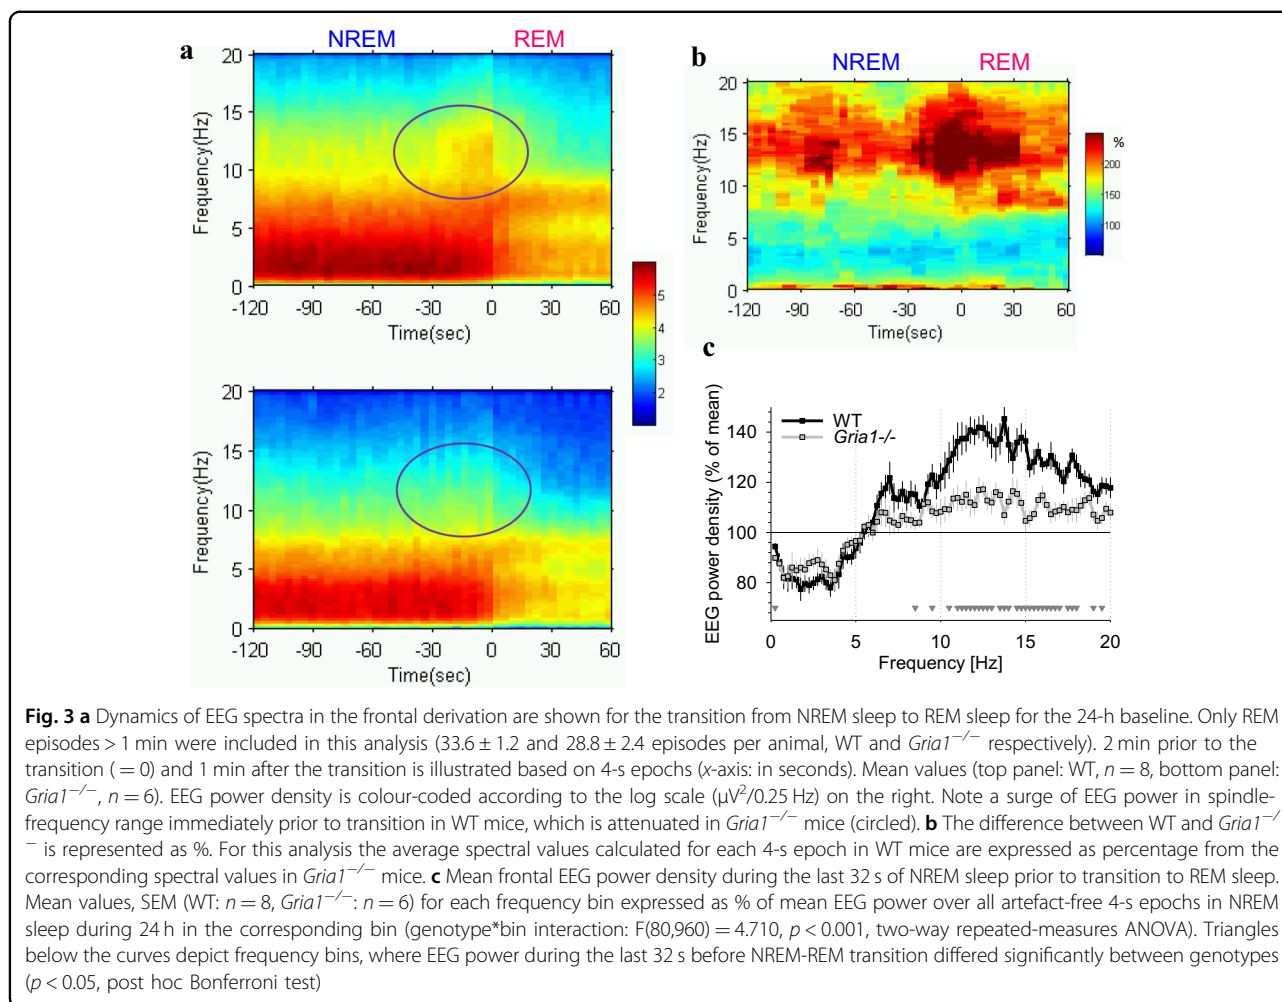 a
NREM REM
20
15
10
5
0
Frequency(Hz)
-120 -90 -60 -30 0 30 60
Time(sec)
5
4
3
2
20
15
10
5
0
Frequency(Hz)
-120 -90 -60 -30 0 30 60
Time(sec)
b
NREM REM
20
15
10
5
0
Frequency(Hz)
-120 -90 -60 -30 0 30 60
Time(sec)
%
200
150
100
c
WT
Gria1-/-
140
120
100
80
EEG power density (% of mean)
0 5 10 15 20
Frequency [Hz]
Fig. 3 a Dynamics of EEG spectra in the frontal derivation are shown for the transition from NREM sleep to REM sleep for the 24-h baseline. Only REM
episodes > 1 min were included in this analysis (33.6 ± 1.2 and 28.8 ± 2.4 episodes per animal, WT and Gria1−/− respectively). 2 min prior to the
transition ( = 0) and 1 min after the transition is illustrated based on 4-s epochs (x-axis: in seconds). Mean values (top panel: WT, n = 8, bottom panel:
Gria1−/−, n = 6). EEG power density is colour-coded according to the log scale (μV2/0.25 Hz) on the right. Note a surge of EEG power in spindle-
frequency range immediately prior to transition in WT mice, which is attenuated in Gria1−/− mice (circled). b The difference between WT and Gria1−/
− is represented as %. For this analysis the average spectral values calculated for each 4-s epoch in WT mice are expressed as percentage from the
corresponding spectral values in Gria1−/− mice. c Mean frontal EEG power density during the last 32 s of NREM sleep prior to transition to REM sleep.
Mean values, SEM (WT: n = 8, Gria1−/−: n = 6) for each frequency bin expressed as % of mean EEG power over all artefact-free 4-s epochs in NREM
sleep during 24 h in the corresponding bin (genotype*bin interaction: F(80,960) = 4.710, p < 0.001, two-way repeated-measures ANOVA). Triangles
below the curves depict frequency bins, where EEG power during the last 32 s before NREM-REM transition differed significantly between genotypes
(p < 0.05, post hoc Bonferroni test)